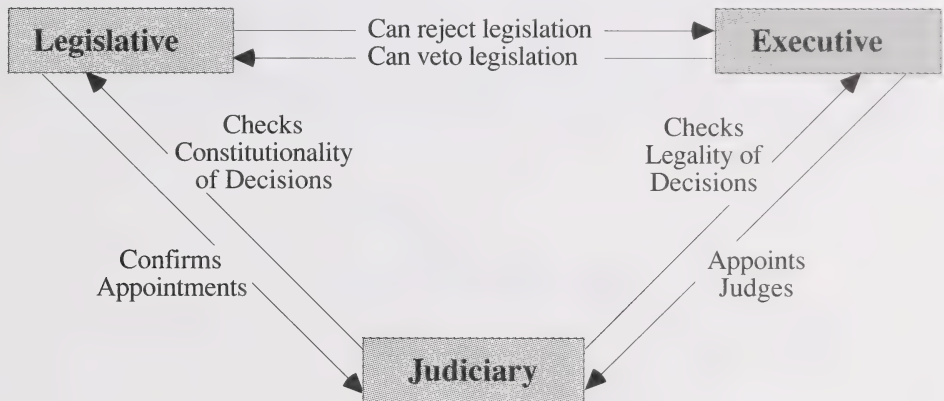 Legislative
Can reject legislation
Can veto legislation
Executive
Checks
Constitutionality
of Decisions
Checks
Legality of
Decisions
Confirms
Appointments
Appoints
Judges
Judiciary